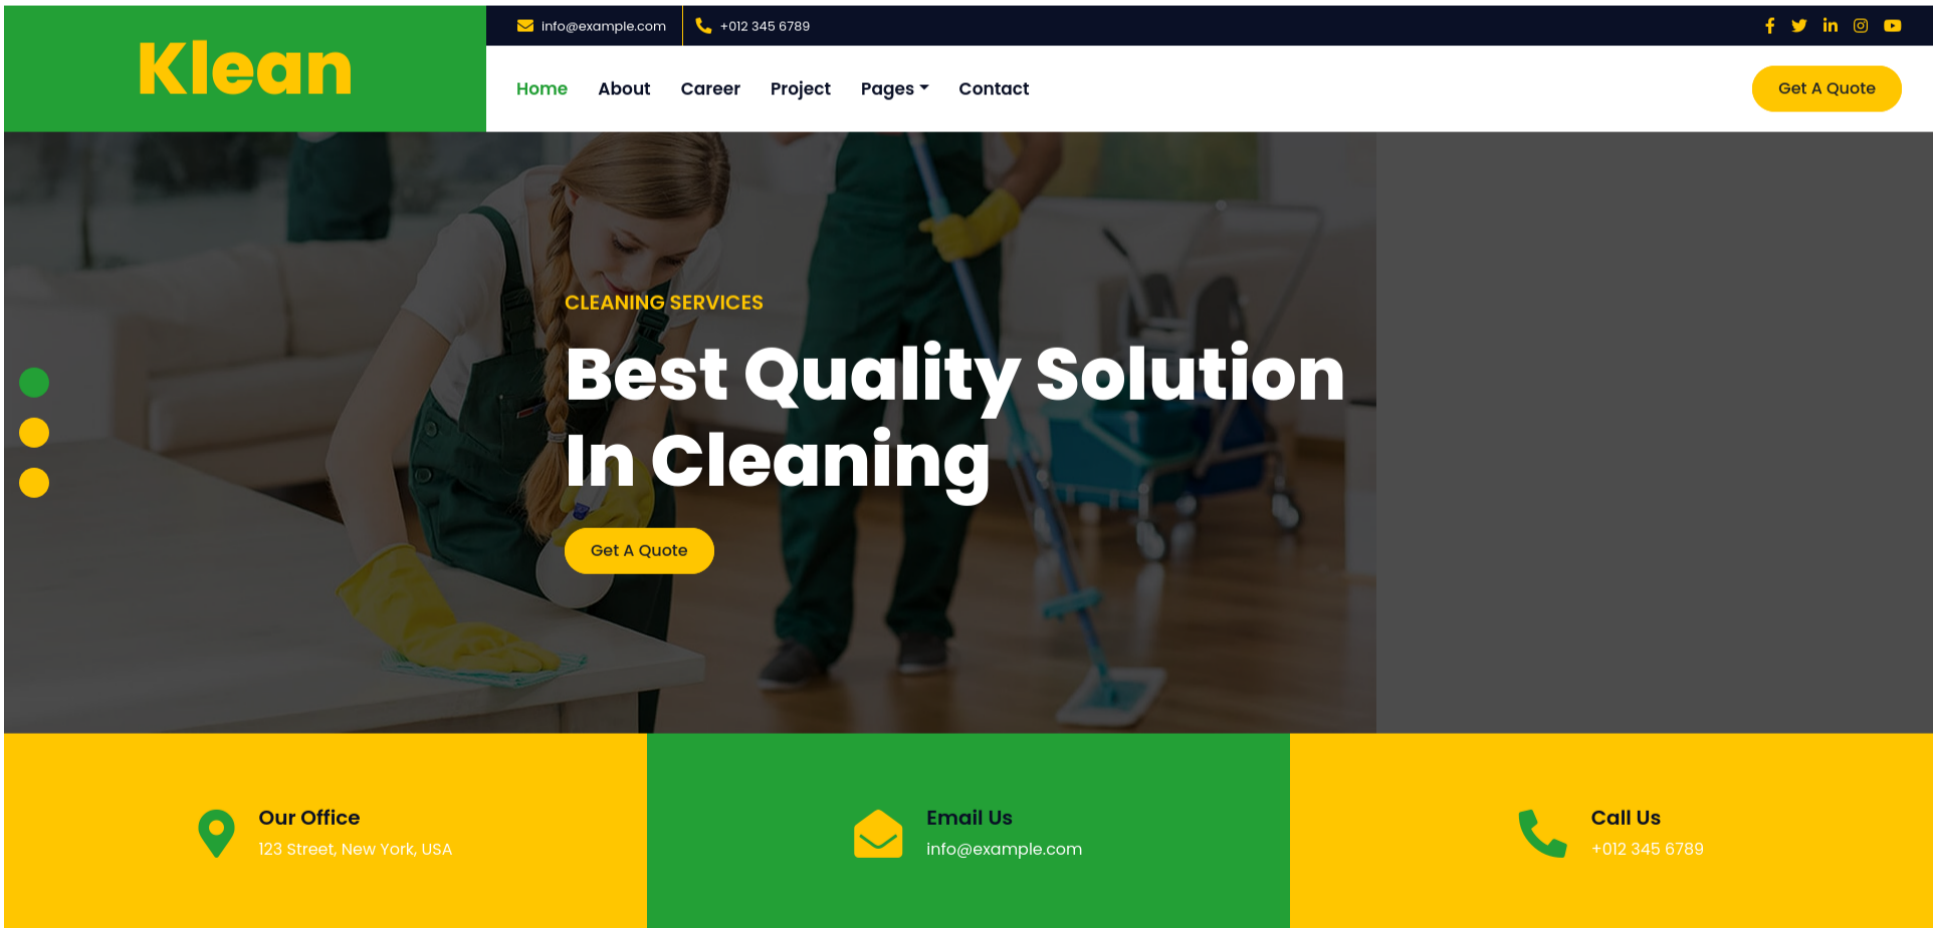 Klean
info@example.com
+012 345 6789
Home About Career Project Pages Contact
Get A Quote
CLEANING SERVICES
Best Quality Solution
In Cleaning
Get A Quote
Our Office
123 Street, New York, USA
Email Us
info@example.com
Call Us
+012 345 6789